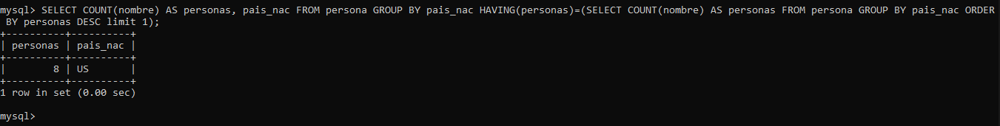 mysql> SELECT COUNT(nombre) AS personas, pais_nac FROM persona GROUP BY pais_nac HAVING(personas)=(SELECT COUNT(nombre) AS personas FROM persona GROUP BY pais_nac ORDER
 BY personas DESC limit 1);
+----------+----------+
| personas | pais_nac |
+----------+----------+
|        8 | US       |
+----------+----------+
1 row in set (0.00 sec)
mysql>